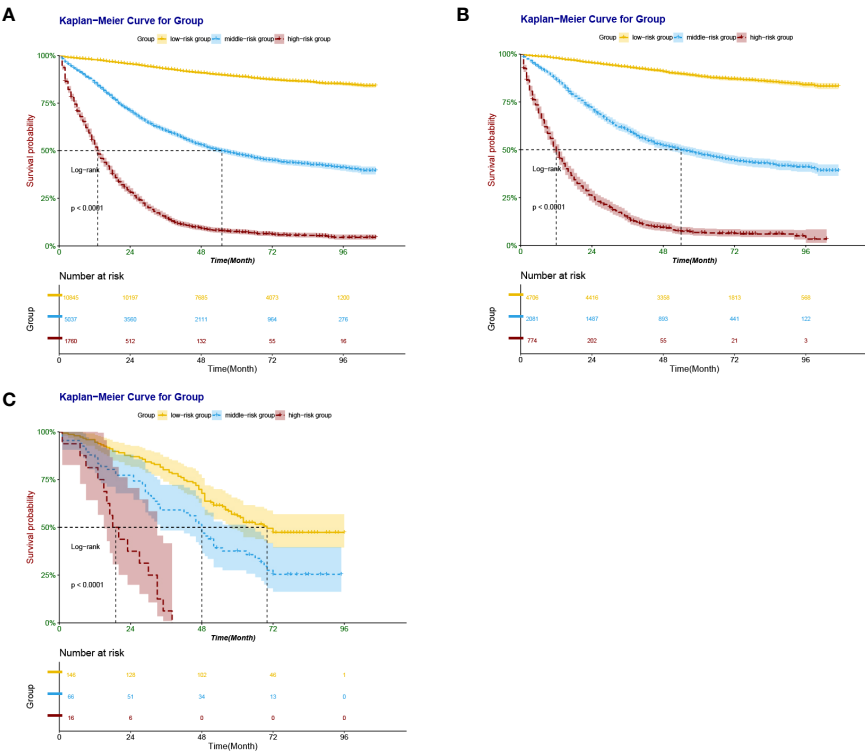 A
Kaplan−Meier Curve for Group
Group low−risk group middle−risk group high−risk group
100%
75%
50%
25%
0%
Survival probability
Log−rank
p < 0.0001
0 24 48 72 96
Time(Month)
Number at risk
Group
10845 10197 7685 4073 1200
5037 3560 2111 964 276
1760 512 132 55 16
0 24 48 72 96
Time(Month)
B
Kaplan−Meier Curve for Group
Group low−risk group middle−risk group high−risk group
100%
75%
50%
25%
0%
Survival probability
Log−rank
p < 0.0001
0 24 48 72 96
Time(Month)
Number at risk
Group
4706 4416 3359 1813 568
2081 1487 893 441 122
774 202 55 21 3
0 24 48 72 96
Time(Month)
C
Kaplan−Meier Curve for Group
Group low−risk group middle−risk group high−risk group
100%
75%
50%
25%
0%
Survival probability
Log−rank
p < 0.0001
0 24 48 72 96
Time(Month)
Number at risk
Group
146 128 102 46 1
66 51 34 13 0
16 6 0 0 0
0 24 48 72 96
Time(Month)